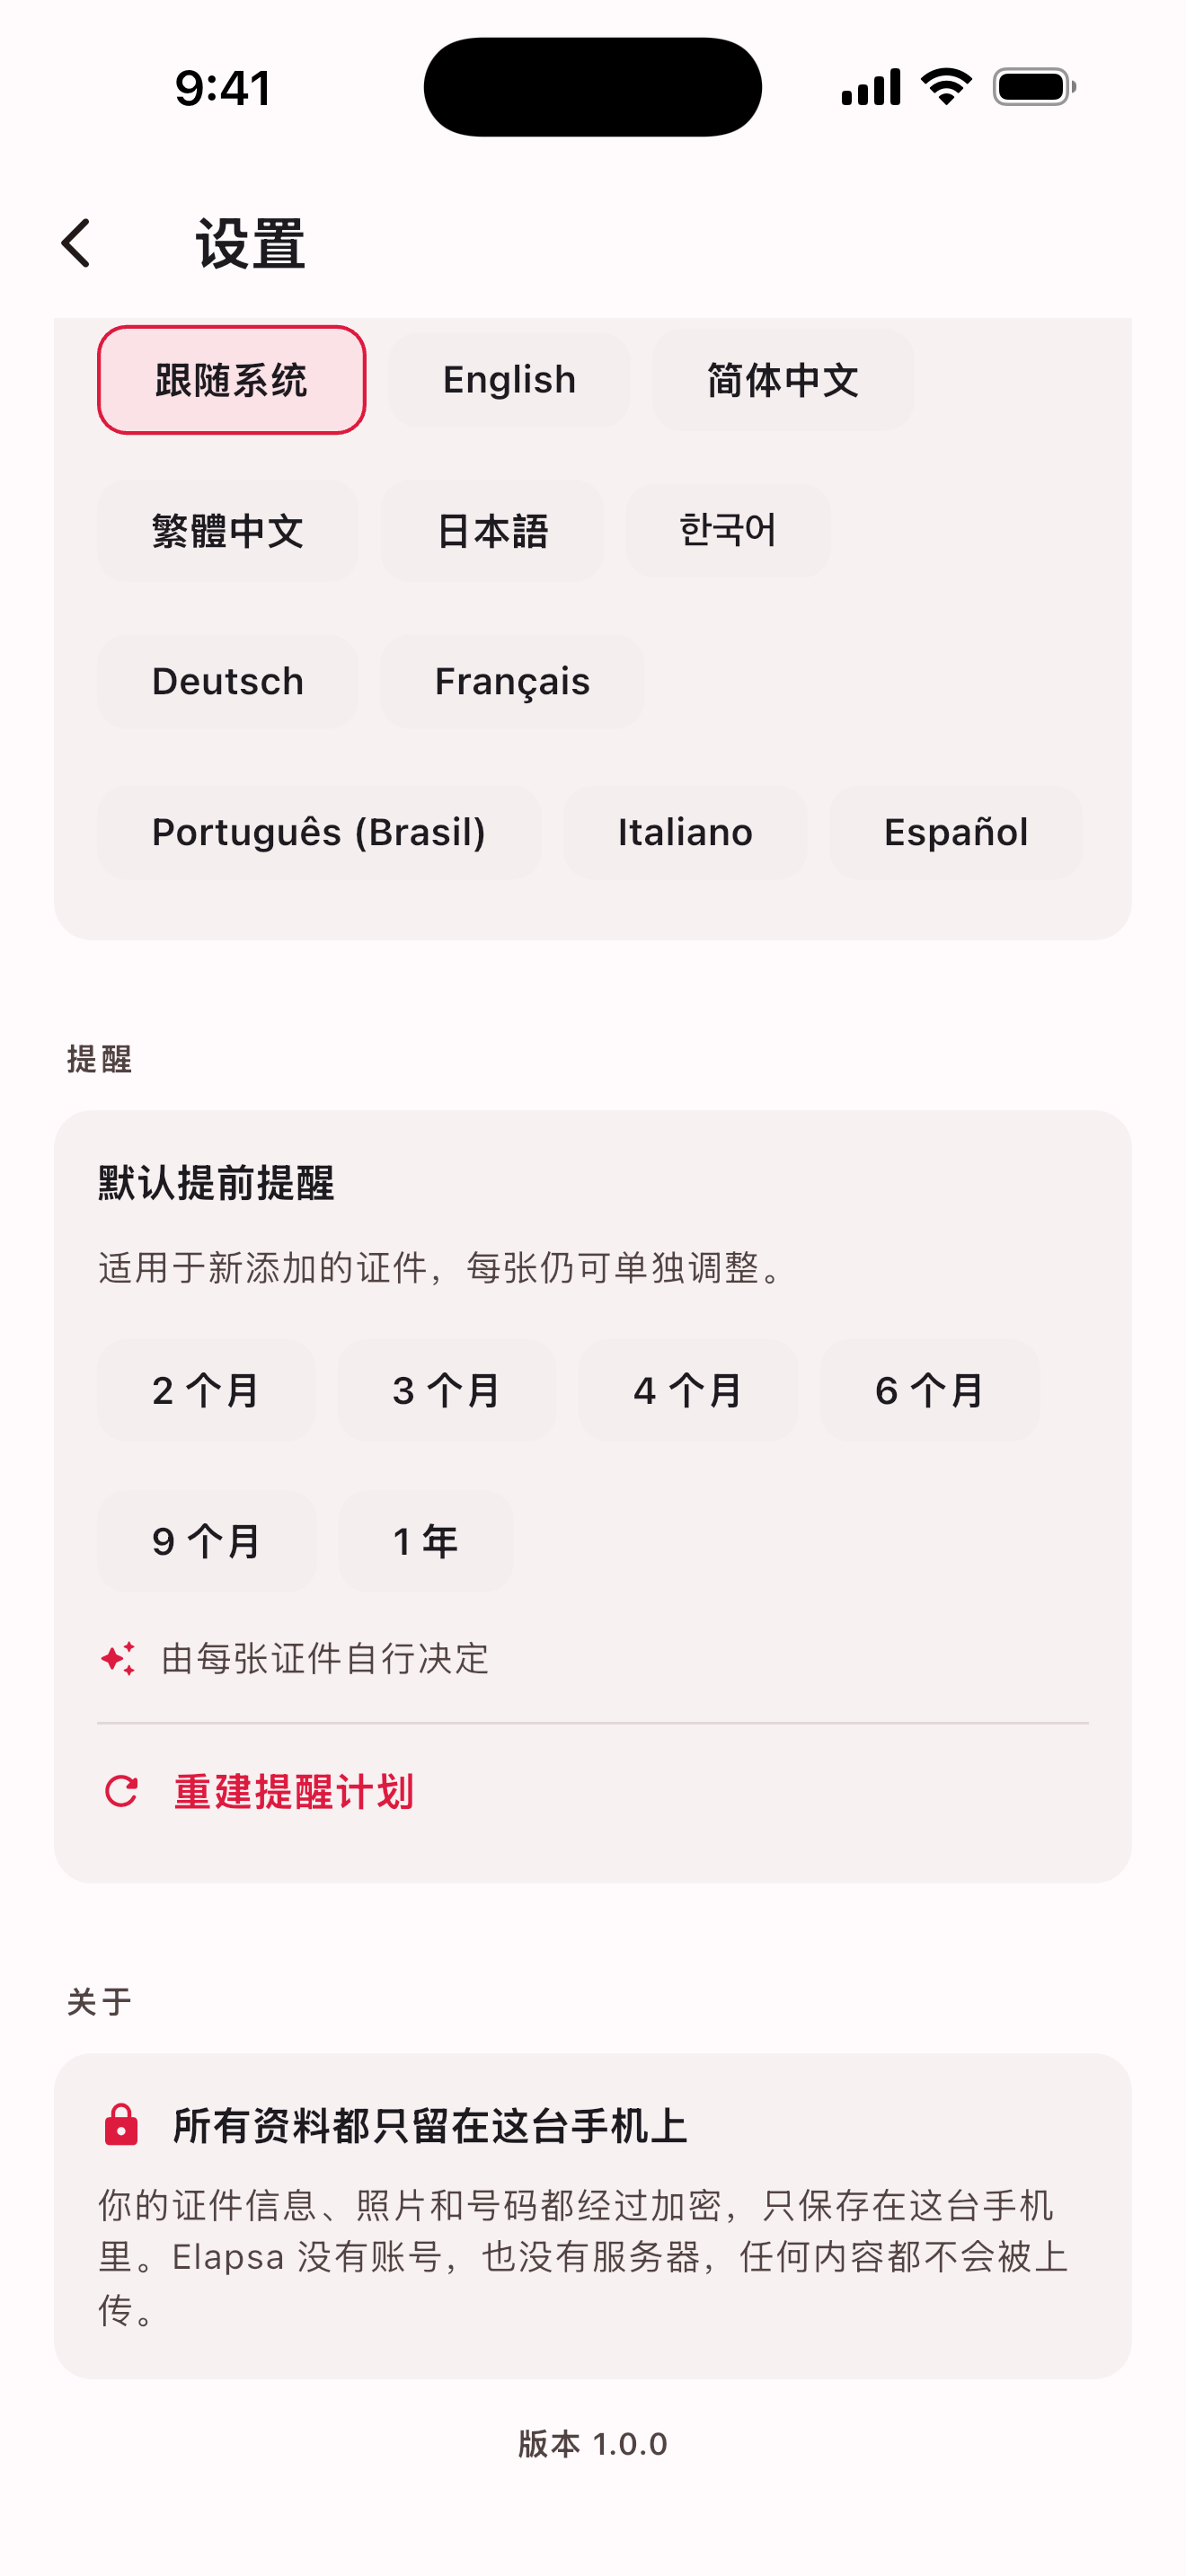 9:41
设置
跟随系统 English 简体中文
繁體中文 日本語 한국어
Deutsch Français
Português (Brasil) Italiano Español
提醒
默认提前提醒
适用于新添加的证件，每张仍可单独调整。
2 个月 3 个月 4 个月 6 个月
9 个月 1 年
由每张证件自行决定
重建提醒计划
关于
所有资料都只留在这台手机上
你的证件信息、照片和号码都经过加密，只保存在这台手机
里。Elapsa 没有账号，也没有服务器，任何内容都不会被上
传。
版本 1.0.0